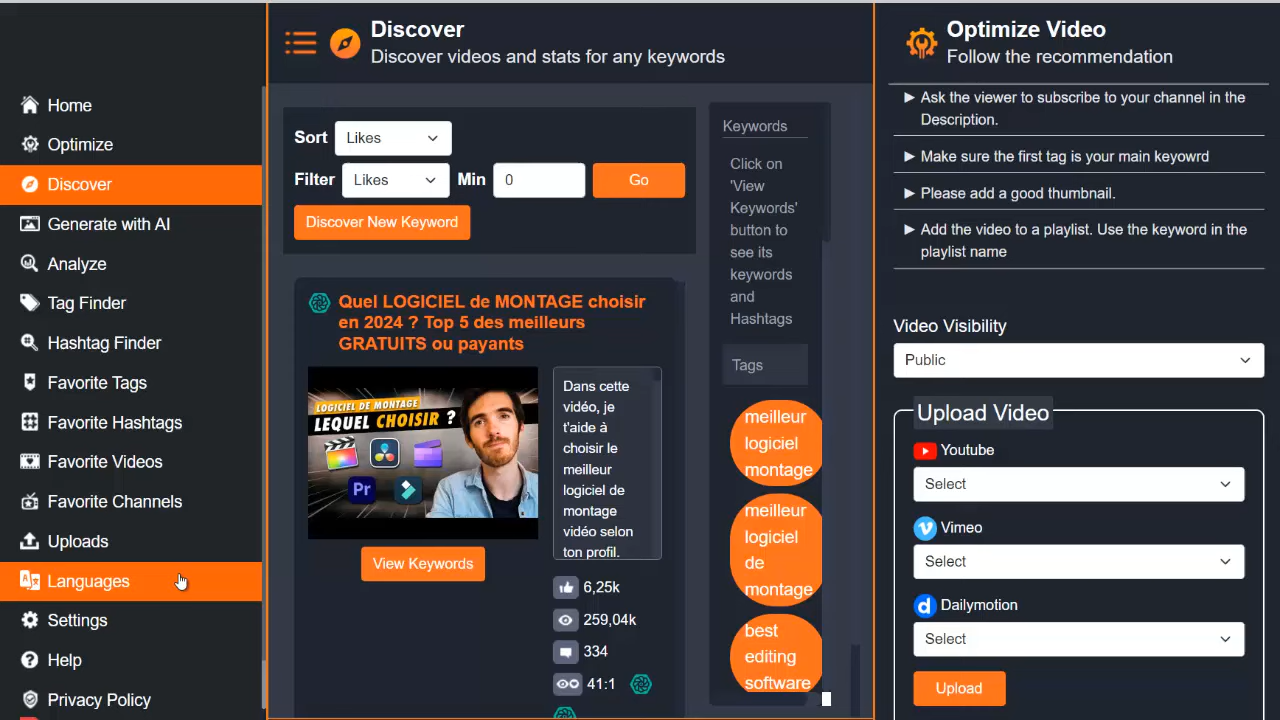 Home
Optimize
Discover
Generate with AI
Analyze
Tag Finder
Hashtag Finder
Favorite Tags
Favorite Hashtags
Favorite Videos
Favorite Channels
Uploads
Languages
Settings
Help
Privacy Policy
Discover
Discover videos and stats for any keywords
Sort
Likes
Filter
Likes
Min
0
Go
Discover New Keyword
Quel LOGICIEL de MONTAGE choisir
en 2024 ? Top 5 des meilleurs
GRATUITS ou payants
LOGICIEL DE MONTAGE
LEQUEL CHOISIR ?
Pr
View Keywords
Dans cette
vidéo, je
t'aide à
choisir le
meilleur
logiciel de
montage
vidéo selon
ton profil.
6,25k
259,04k
334
41:1
Keywords
Click on
'View
Keywords'
button to
see its
keywords
and
Hashtags
Tags
meilleur
logiciel
montage
meilleur
logiciel
de
montage
best
editing
software
Optimize Video
Follow the recommendation
Ask the viewer to subscribe to your channel in the
Description.
Make sure the first tag is your main keyowrd
Please add a good thumbnail.
Add the video to a playlist. Use the keyword in the
playlist name
Video Visibility
Public
Upload Video
Youtube
Select
Vimeo
Select
Dailymotion
Select
Upload